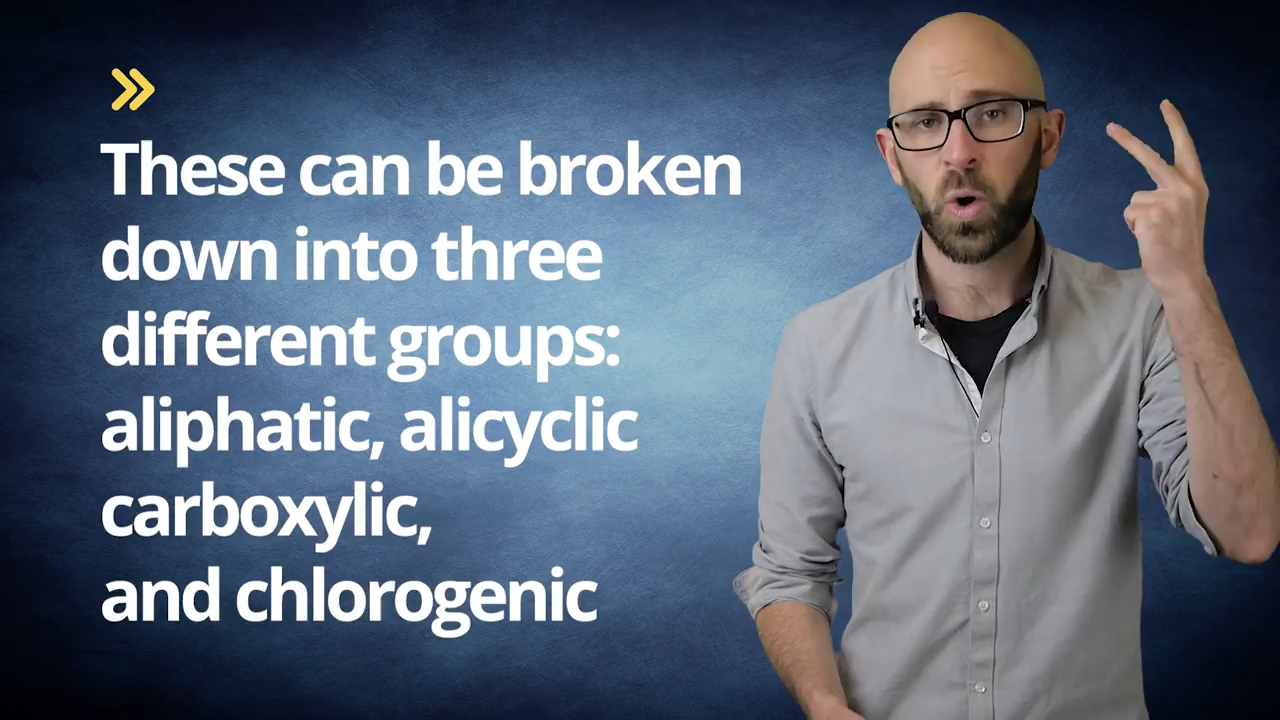 These can be broken
down into three
different groups:
aliphatic, alicyclic
carboxylic,
and chlorogenic